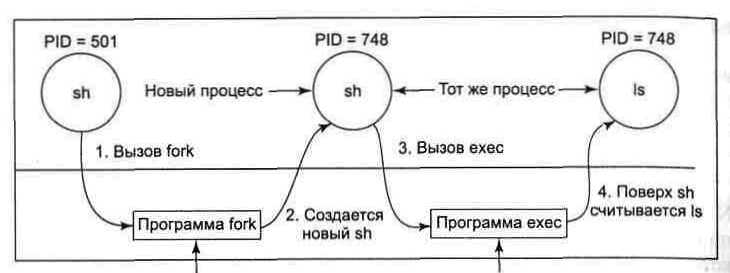 PID = 501
PID = 748
PID = 748
sh
Новый процесс
sh
Тот же процесс
ls
1. Вызов fork
3. Вызов exec
Программа fork
2. Создается
новый sh
Программа exec
4. Поверх sh
считывается ls